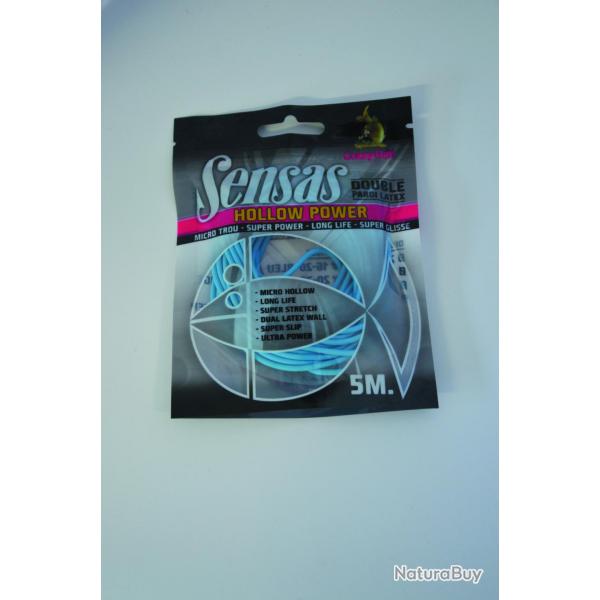 Sensas
DOUBLE
PAROI LATEX
HOLLOW POWER
MICRO TROU - SUPER POWER - LONG LIFE - SUPER GLISSE
- MICRO HOLLOW
- LONG LIFE
- SUPER STRETCH
- DUAL LATEX WALL
- SUPER SLIP
- ULTRA POWER
5M.
NaturaBuy